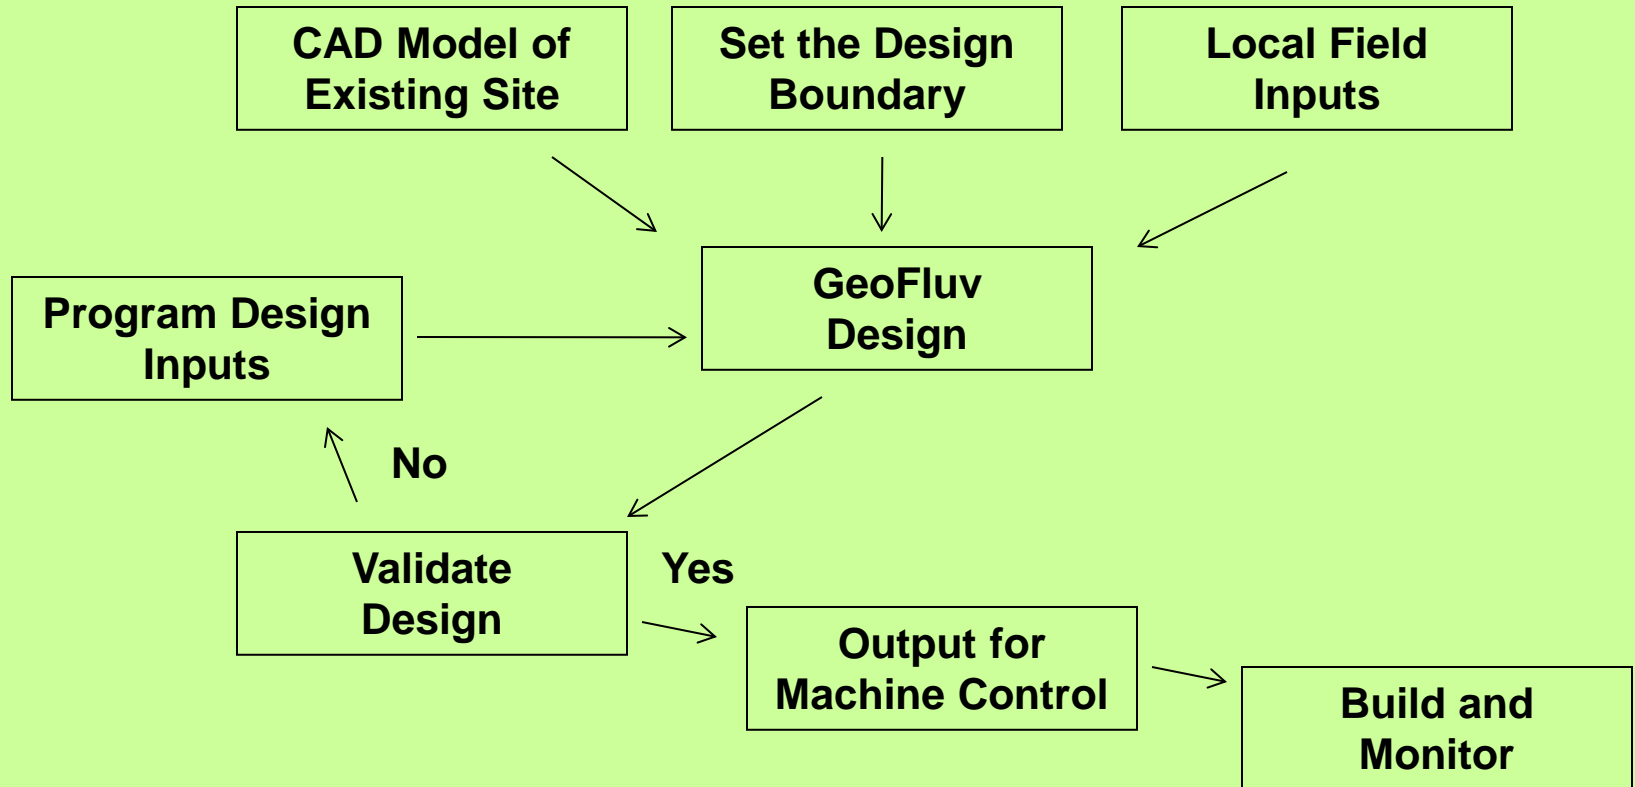 CAD Model of
Existing Site
Set the Design
Boundary
Local Field
Inputs
Program Design
Inputs
GeoFluv
Design
No
Validate
Design
Yes
Output for
Machine Control
Build and
Monitor